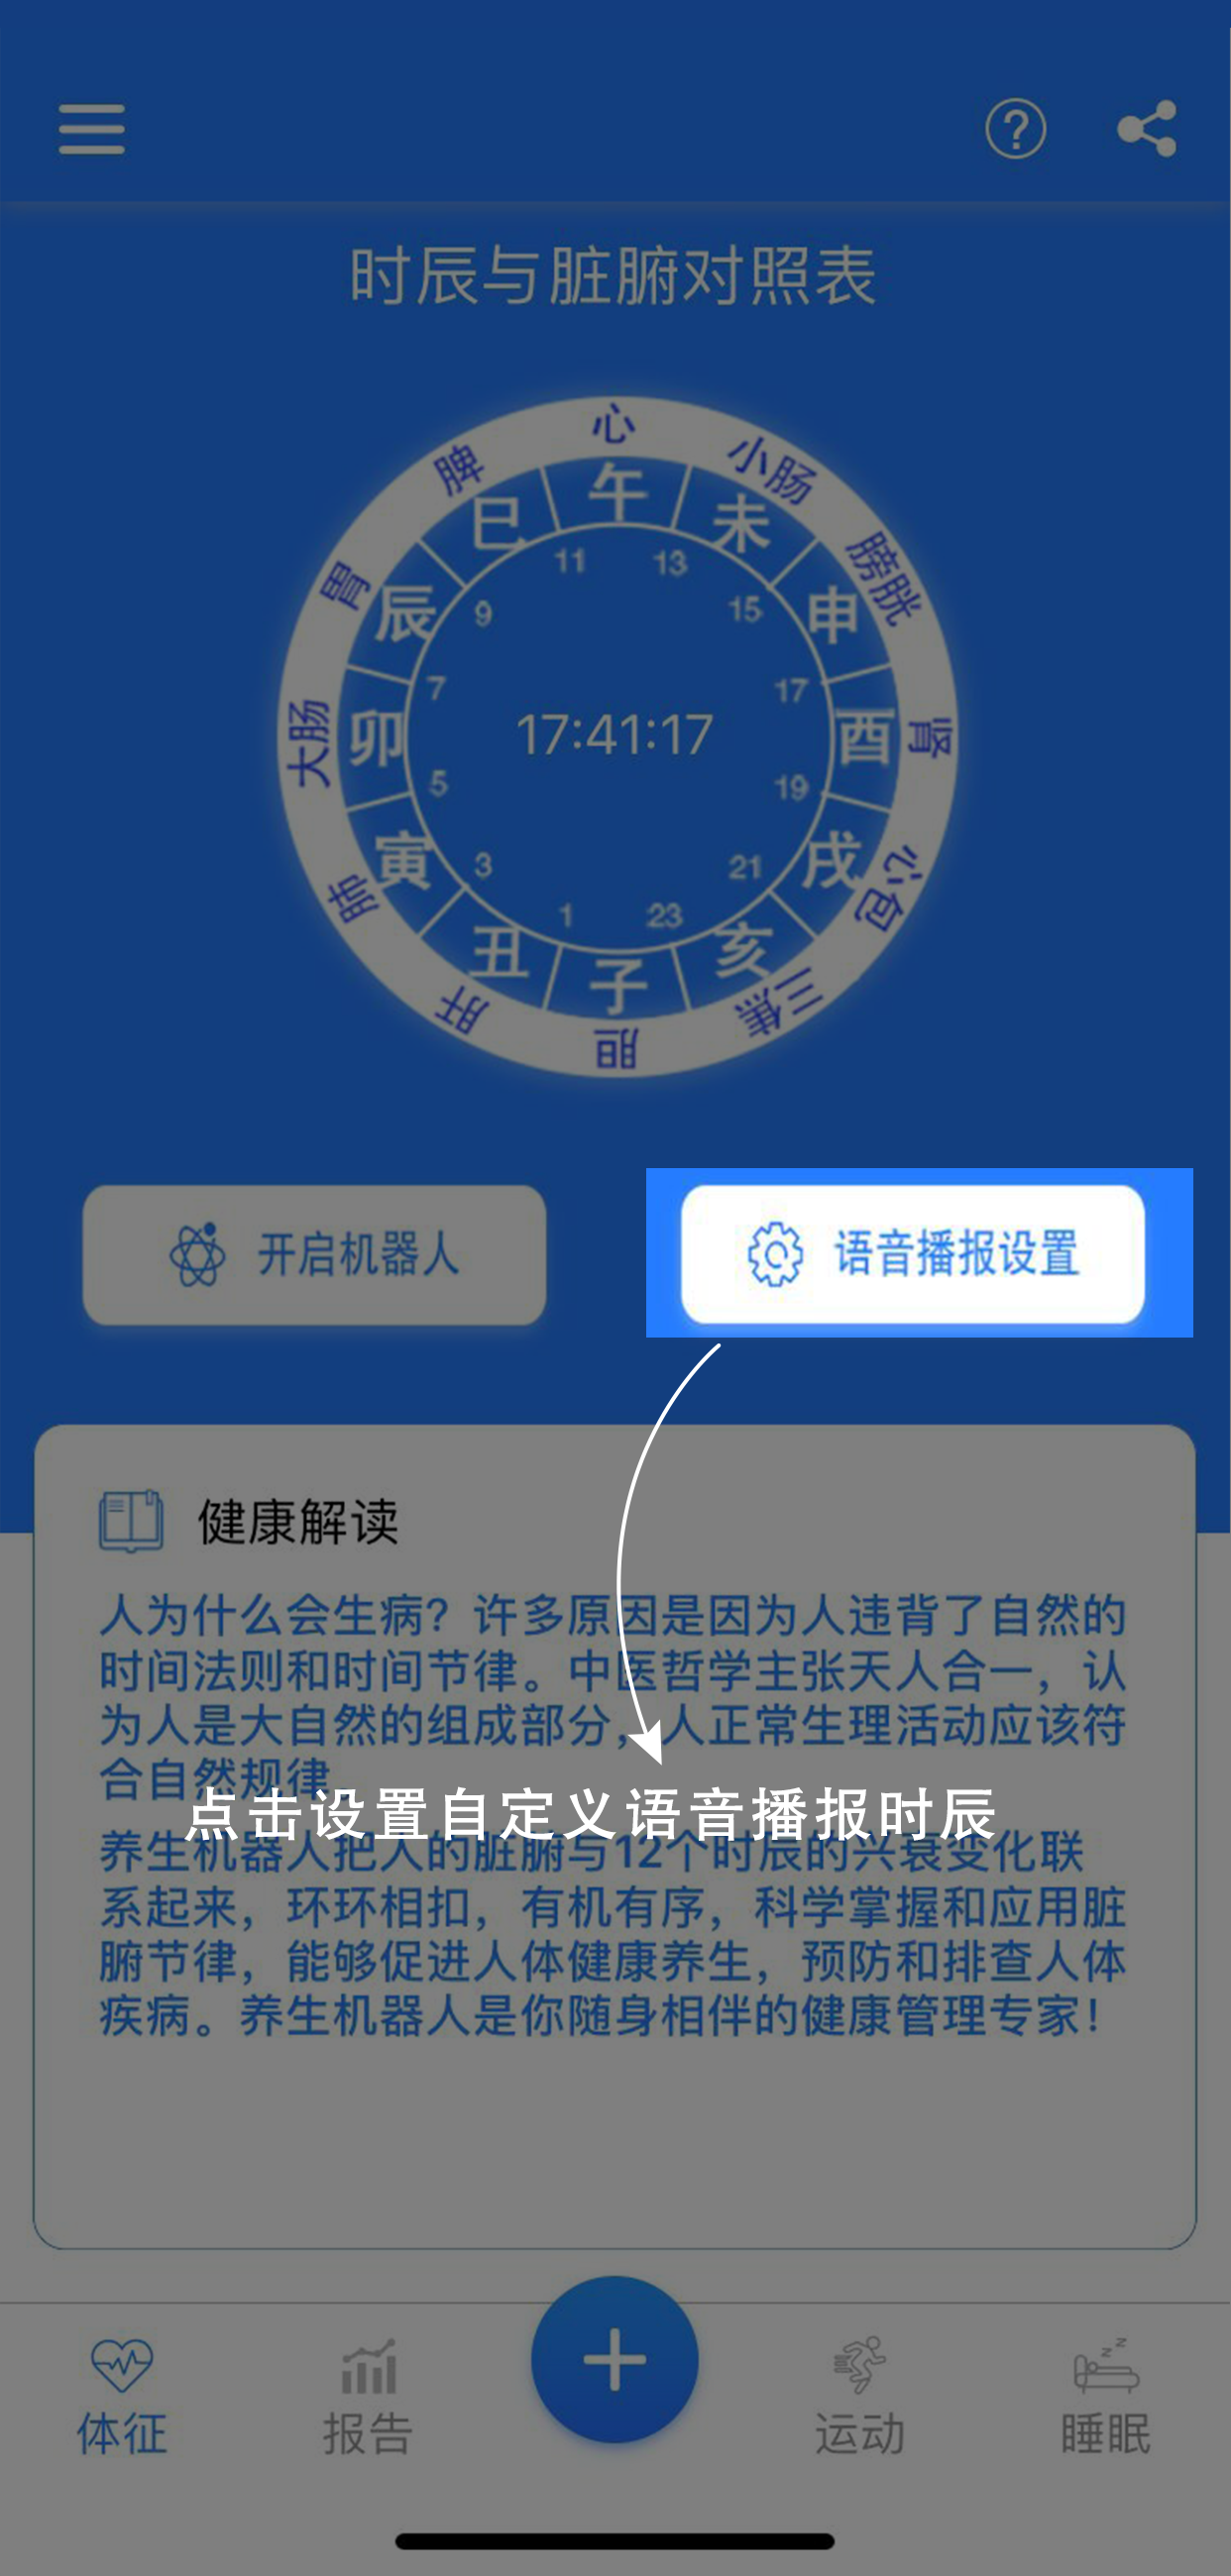 时辰与脏腑对照表
心
小肠
膀胱
肾
心包
三焦
胆
肝
肺
大肠
胃
脾
午
未
申
酉
戌
亥
子
丑
寅
卯
辰
巳
11
13
15
17
19
21
23
1
3
5
7
9
17:41:17
开启机器人
语音播报设置
健康解读
人为什么会生病？许多原因是因为人违背了自然的
时间法则和时间节律。中医哲学主张天人合一，认
为人是大自然的组成部分，人正常生理活动应该符
合自然规律。
点击设置自定义语音播报时辰
养生机器人把人的脏腑与12个时辰的兴衰变化联
系起来，环环相扣，有机有序，科学掌握和应用脏
腑节律，能够促进人体健康养生，预防和排查人体
疾病。养生机器人是你随身相伴的健康管理专家！
体征
报告
运动
睡眠